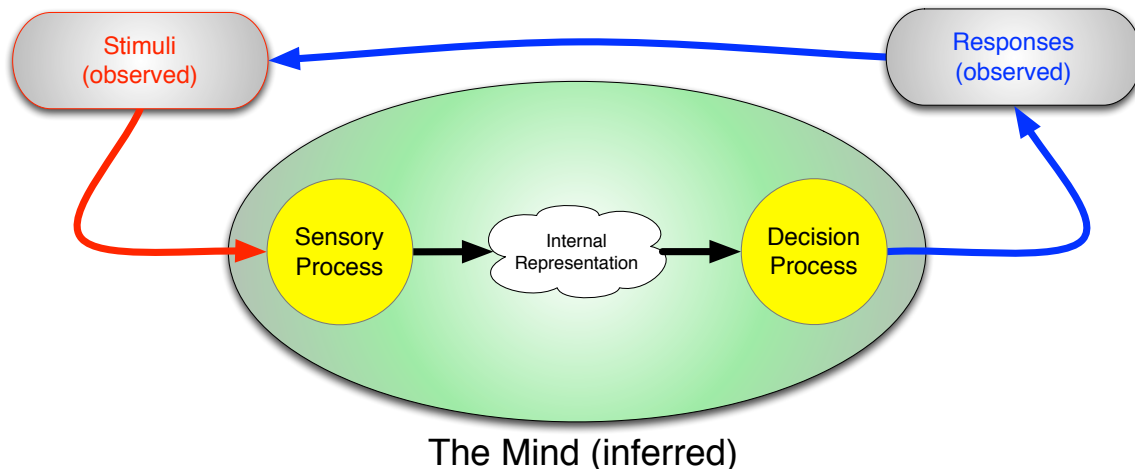 Stimuli
(observed)
Responses
(observed)
Sensory
Process
Internal
Representation
Decision
Process
The Mind (inferred)